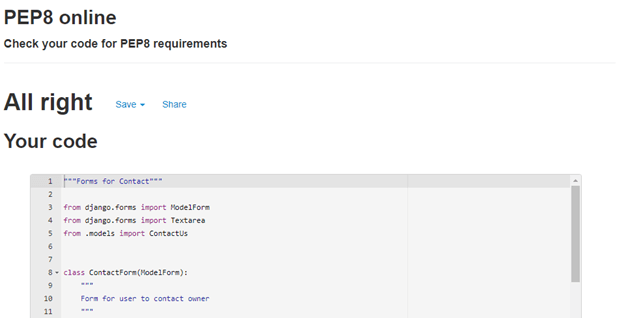 PEP8 online
Check your code for PEP8 requirements
All right Save Share
Your code
1 """Forms for Contact"""
2
3 from django.forms import ModelForm
4 from django.forms import Textarea
5 from .models import ContactUs
6
7
8 class ContactForm(ModelForm):
9 """
10 Form for user to contact owner
11 """